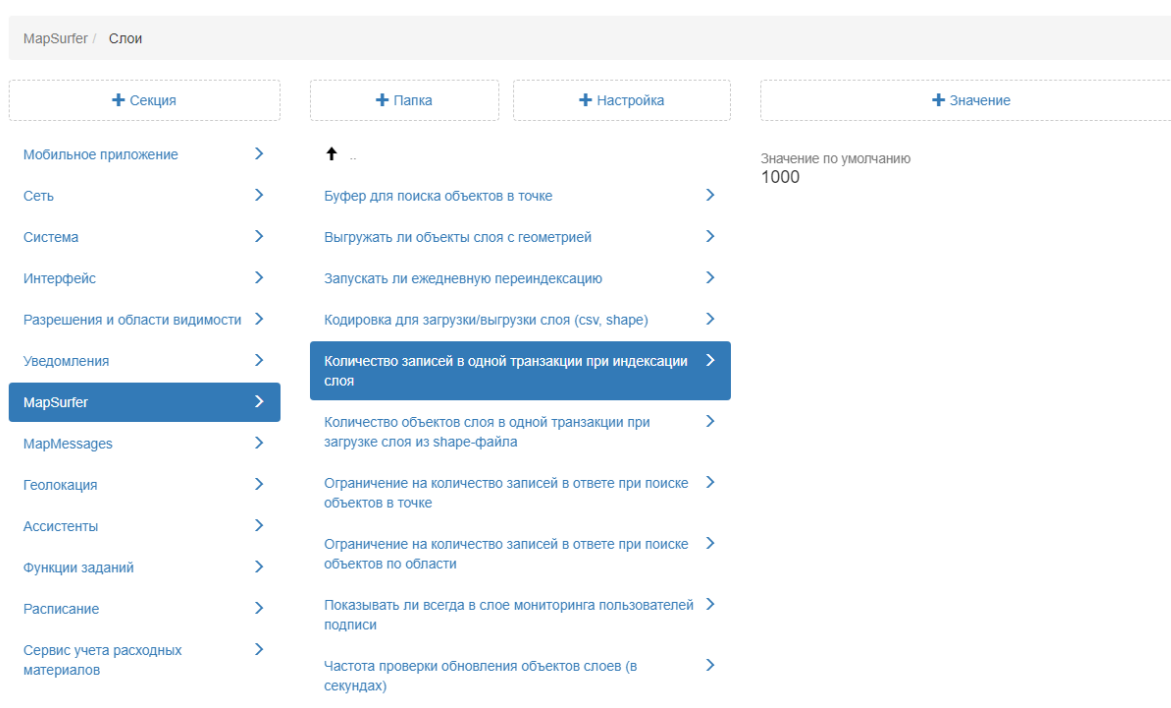 MapSurfer / Слои
+ Секция
+ Папка
+ Настройка
+ Значение
Мобильное приложение
Сеть
Система
Интерфейс
Разрешения и области видимости
Уведомления
MapSurfer
MapMessages
Геолокация
Ассистенты
Функции заданий
Расписание
Сервис учета расходных
материалов
..
Буфер для поиска объектов в точке
Выгружать ли объекты слоя с геометрией
Запускать ли ежедневную переиндексацию
Кодировка для загрузки/выгрузки слоя (csv, shape)
Количество записей в одной транзакции при индексации
слоя
Количество объектов слоя в одной транзакции при
загрузке слоя из shape-файла
Ограничение на количество записей в ответе при поиске
объектов в точке
Ограничение на количество записей в ответе при поиске
объектов по области
Показывать ли всегда в слое мониторинга пользователей
подписи
Частота проверки обновления объектов слоев (в
секундах)
Значение по умолчанию
1000